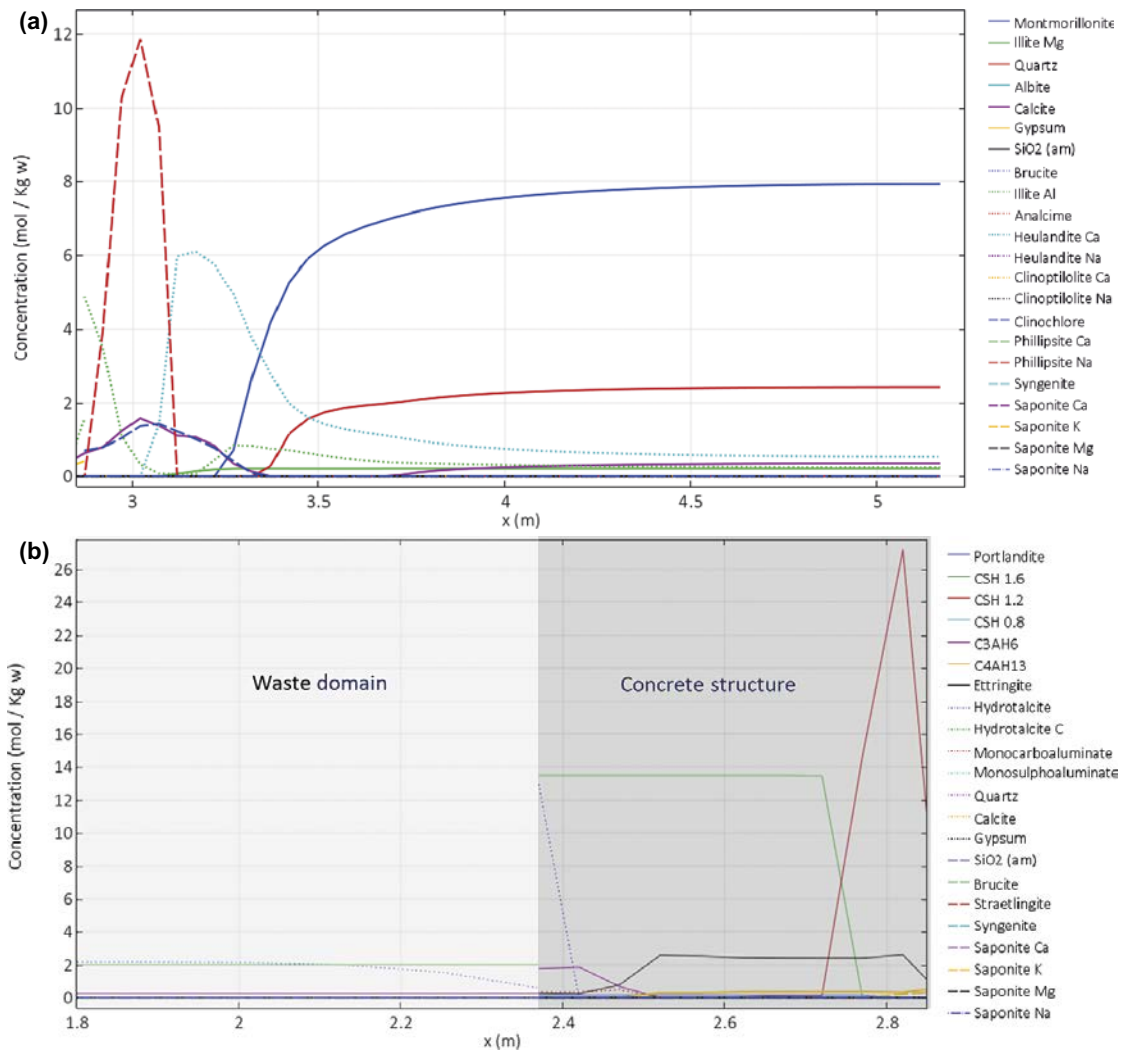 (a)
12
10
8
6
4
2
0
Concentration (mol / Kg w)
3
3.5
4
4.5
5
x (m)
Montmorillonite
Illite Mg
Quartz
Albite
Calcite
Gypsum
SiO2 (am)
Brucite
Illite Al
Analcime
Heulandite Ca
Heulandite Na
Clinoptilolite Ca
Clinoptilolite Na
Clinochlore
Phillipsite Ca
Phillipsite Na
Syngenite
Saponite Ca
Saponite K
Saponite Mg
Saponite Na
(b)
26
24
22
20
18
16
14
12
10
8
6
4
2
0
Concentration (mol / Kg w)
Waste domain
Concrete structure
1.8
2
2.2
2.4
2.6
2.8
x (m)
Portlandite
CSH 1.6
CSH 1.2
CSH 0.8
C3AH6
C4AH13
Ettringite
Hydrotalcite
Hydrotalcite C
Monocarboaluminate
Monosulphoaluminate
Quartz
Calcite
Gypsum
SiO2 (am)
Brucite
Straetlingite
Syngenite
Saponite Ca
Saponite K
Saponite Mg
Saponite Na